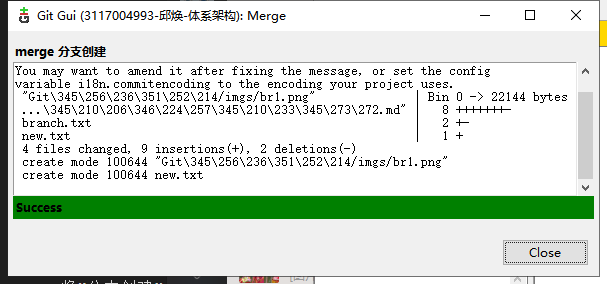 Git Gui (3117004993-邱焕-体系架构): Merge
merge 分支创建
You may want to amend it after fixing the message, or set the config
variable i18n.commitencoding to the encoding your project uses.
"Git\345\256\236\351\252\214/imgs/br1.png" | Bin 0 -> 22144 bytes
...\344\210\206\346\224\257\345\210\233\345\273\272.md" | 8 +++++++-
branch.txt | 2 +-
new.txt | 1 +
4 files changed, 9 insertions(+), 2 deletions(-)
create mode 100644 "Git\345\256\236\351\252\214/imgs/br1.png"
create mode 100644 new.txt
Success
Close